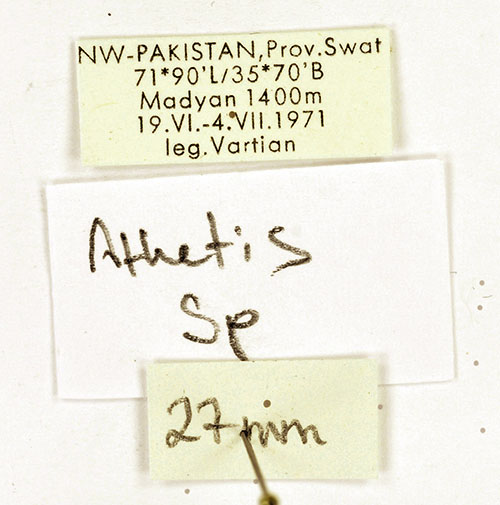 NW-PAKISTAN,Prov.Swat
71*90'L/35*70'B
Madyan 1400m
19.VI.-4.VII.1971
leg.Vartian
Athetis
Sp
27mm